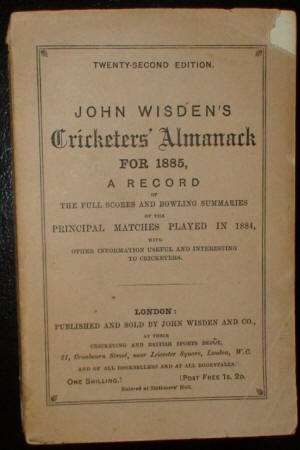 TWENTY-SECOND EDITION.
JOHN WISDEN'S
Cricketers' Almanack
FOR 1885,
A RECORD
OF
THE FULL SCORES AND BOWLING SUMMARIES
OF THE
PRINCIPAL MATCHES PLAYED IN 1884,
WITH
OTHER INFORMATION USEFUL AND INTERESTING
TO CRICKETERS.
LONDON:
PUBLISHED AND SOLD BY JOHN WISDEN AND CO.,
AT THEIR
CRICKETING AND BRITISH SPORTS DEPÔT,
21, Cranbourn Street, near Leicester Square, London, W.C.
AND OF ALL BOOKSELLERS AND AT ALL BOOKSTALLS.
ONE SHILLING.] [POST FREE 1S. 2D.
Entered at Stationers' Hall.